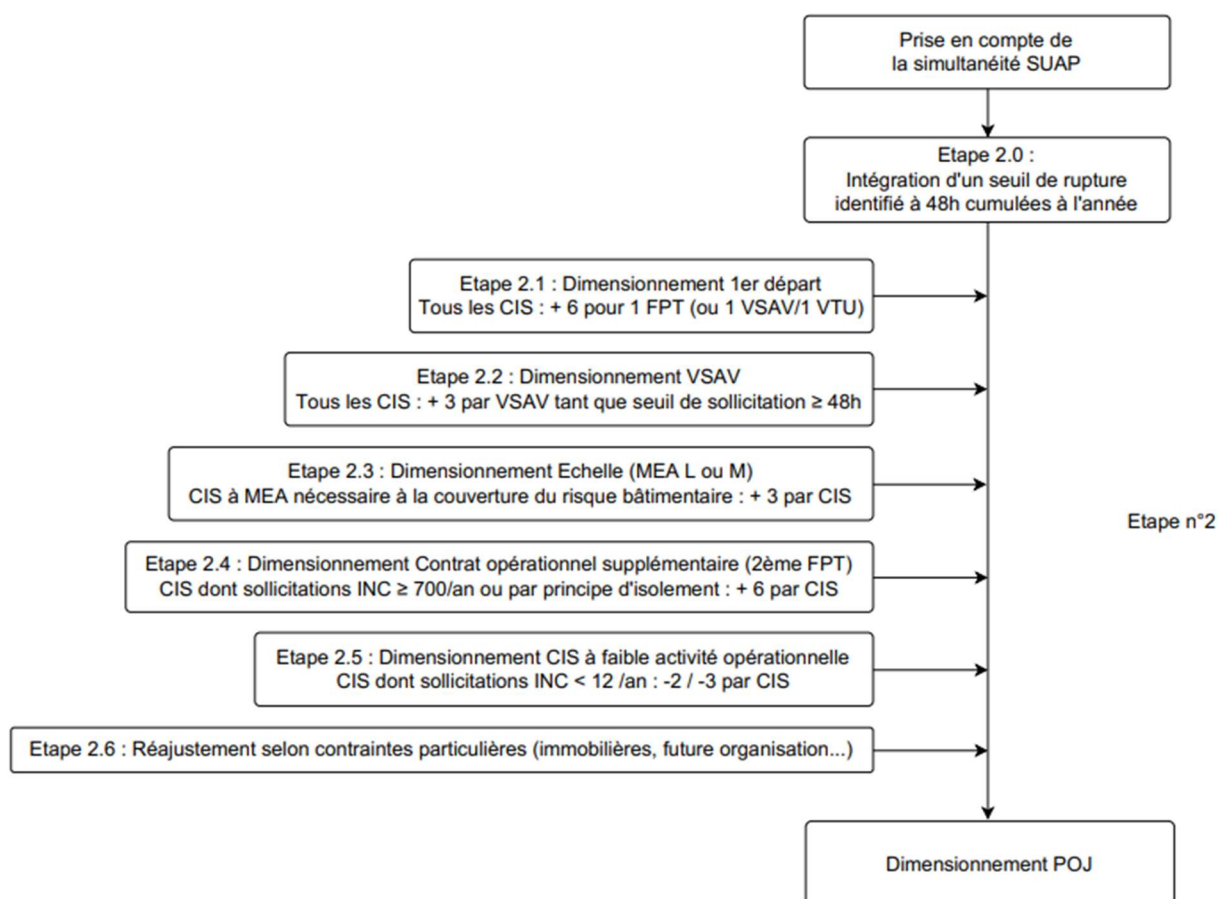 Prise en compte de
la simultanéité SUAP
Etape 2.0 :
Intégration d'un seuil de rupture
identifié à 48h cumulées à l'année
Etape 2.1 : Dimensionnement 1er départ
Tous les CIS : + 6 pour 1 FPT (ou 1 VSAV/1 VTU)
Etape 2.2 : Dimensionnement VSAV
Tous les CIS : + 3 par VSAV tant que seuil de sollicitation ≥ 48h
Etape 2.3 : Dimensionnement Echelle (MEA L ou M)
CIS à MEA nécessaire à la couverture du risque bâtimentaire : + 3 par CIS
Etape n°2
Etape 2.4 : Dimensionnement Contrat opérationnel supplémentaire (2ème FPT)
CIS dont sollicitations INC ≥ 700/an ou par principe d'isolement : + 6 par CIS
Etape 2.5 : Dimensionnement CIS à faible activité opérationnelle
CIS dont sollicitations INC < 12 /an : -2 / -3 par CIS
Etape 2.6 : Réajustement selon contraintes particulières (immobilières, future organisation...)
Dimensionnement POJ